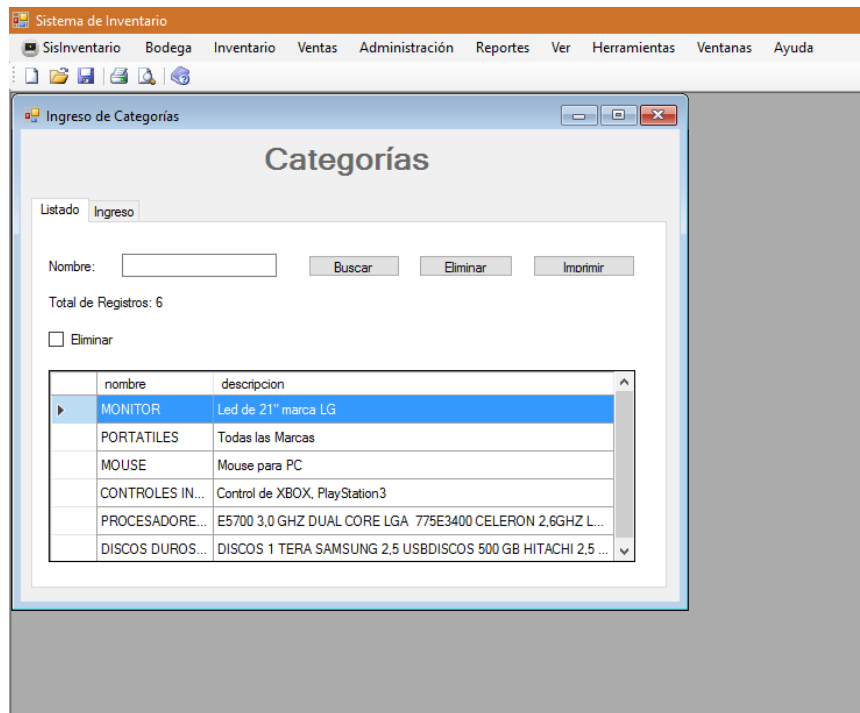 Sistema de Inventario
SisInventario Bodega Inventario Ventas Administración Reportes Ver Herramientas Ventanas Ayuda
Ingreso de Categorías
Categorías
Listado Ingreso
Nombre: Buscar Eliminar Imprimir
Total de Registros: 6
Eliminar
nombre descripcion
MONITOR Led de 21" marca LG
PORTATILES Todas las Marcas
MOUSE Mouse para PC
CONTROLES IN... Control de XBOX, PlayStation3
PROCESADORE... E5700 3,0 GHZ DUAL CORE LGA 775E3400 CELERON 2,6GHZ L...
DISCOS DUROS... DISCOS 1 TERA SAMSUNG 2,5 USBDISCOS 500 GB HITACHI 2,5 ...